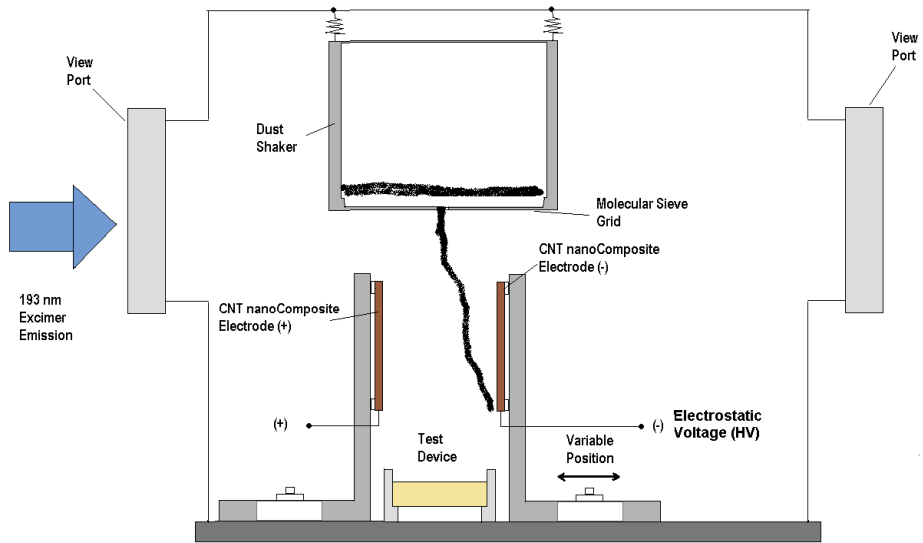 View
Port
View
Port
Dust
Shaker
Molecular Sieve
Grid
CNT nanoComposite
Electrode (-)
193 nm
Excimer
Emission
CNT nanoComposite
Electrode (+)
(+)
(-)
Electrostatic
Voltage (HV)
Test
Device
Variable
Position